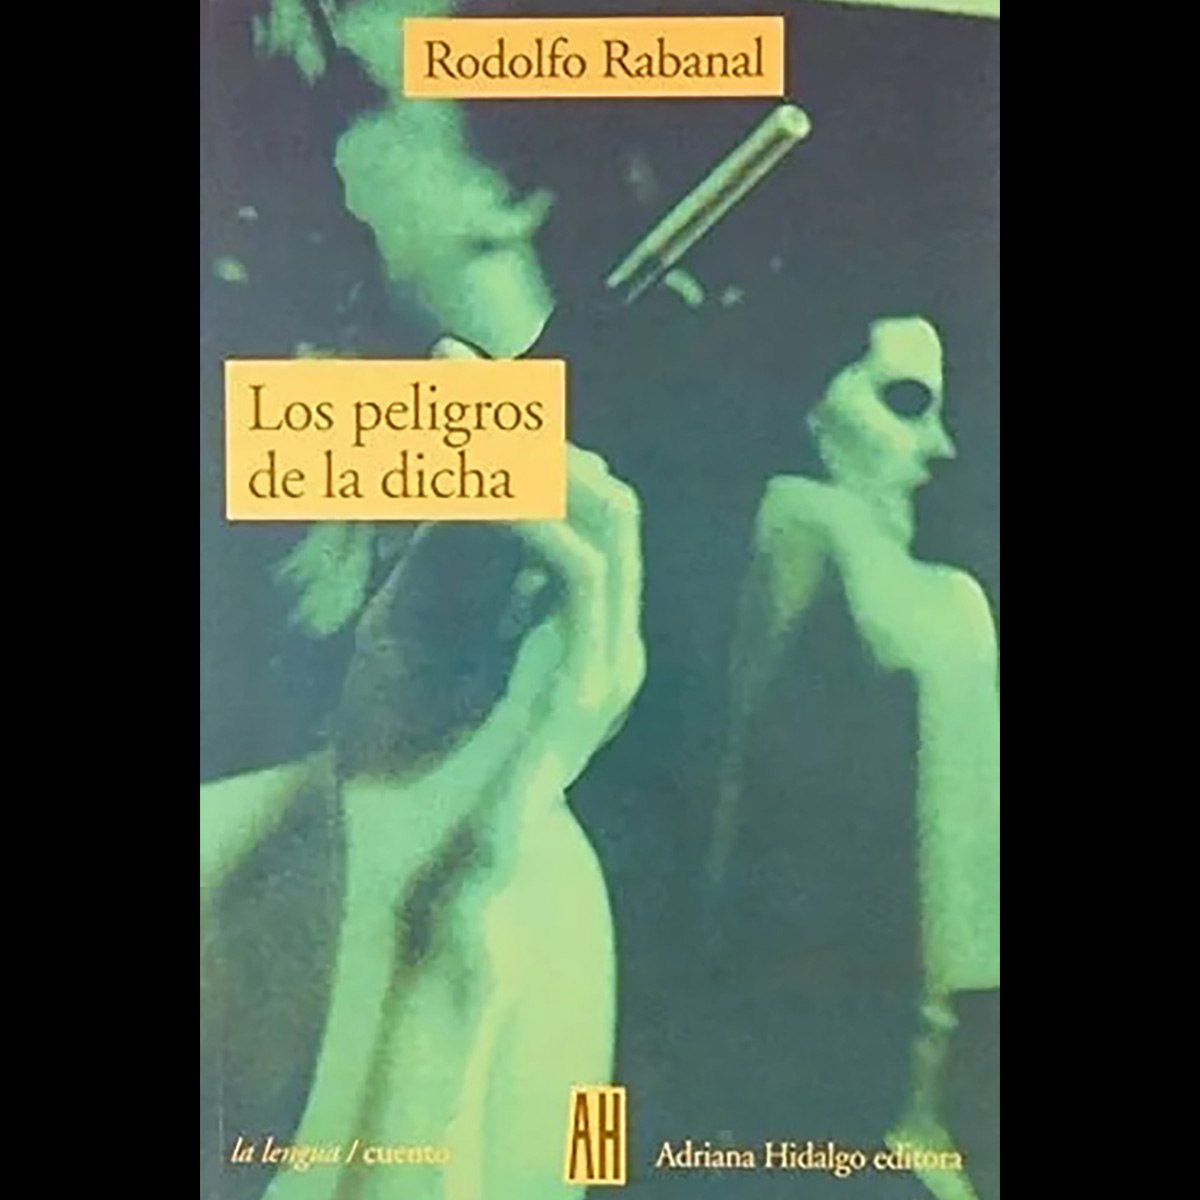 Rodolfo Rabanal
Los peligros
de la dicha
la lengua / cuento
AH
Adriana Hidalgo editora